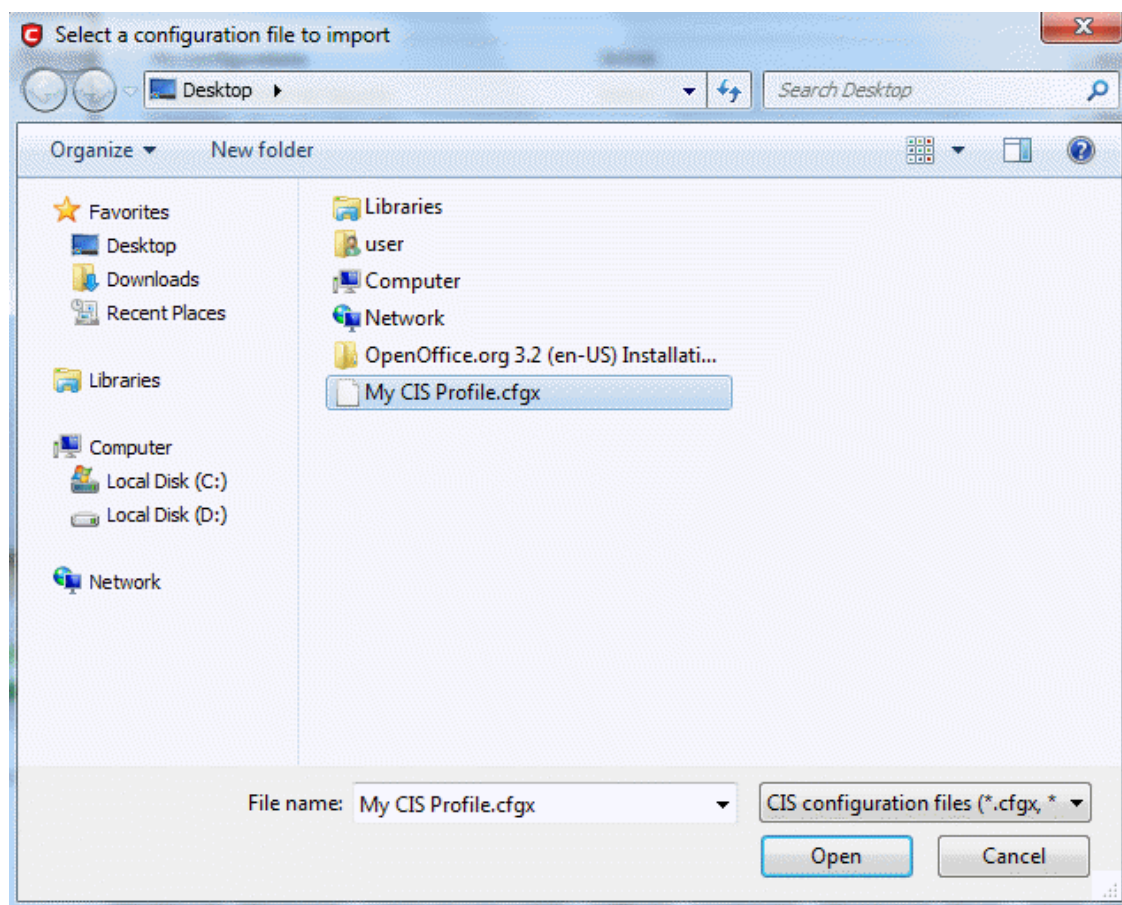 Select a configuration file to import
Desktop
Search Desktop
Organize
New folder
Favorites
Desktop
Downloads
Recent Places
Libraries
Computer
Local Disk (C:)
Local Disk (D:)
Network
Libraries
user
Computer
Network
OpenOffice.org 3.2 (en-US) Installati...
My CIS Profile.cfgx
File name: My CIS Profile.cfgx
CIS configuration files (*.cfgx, *
Open
Cancel